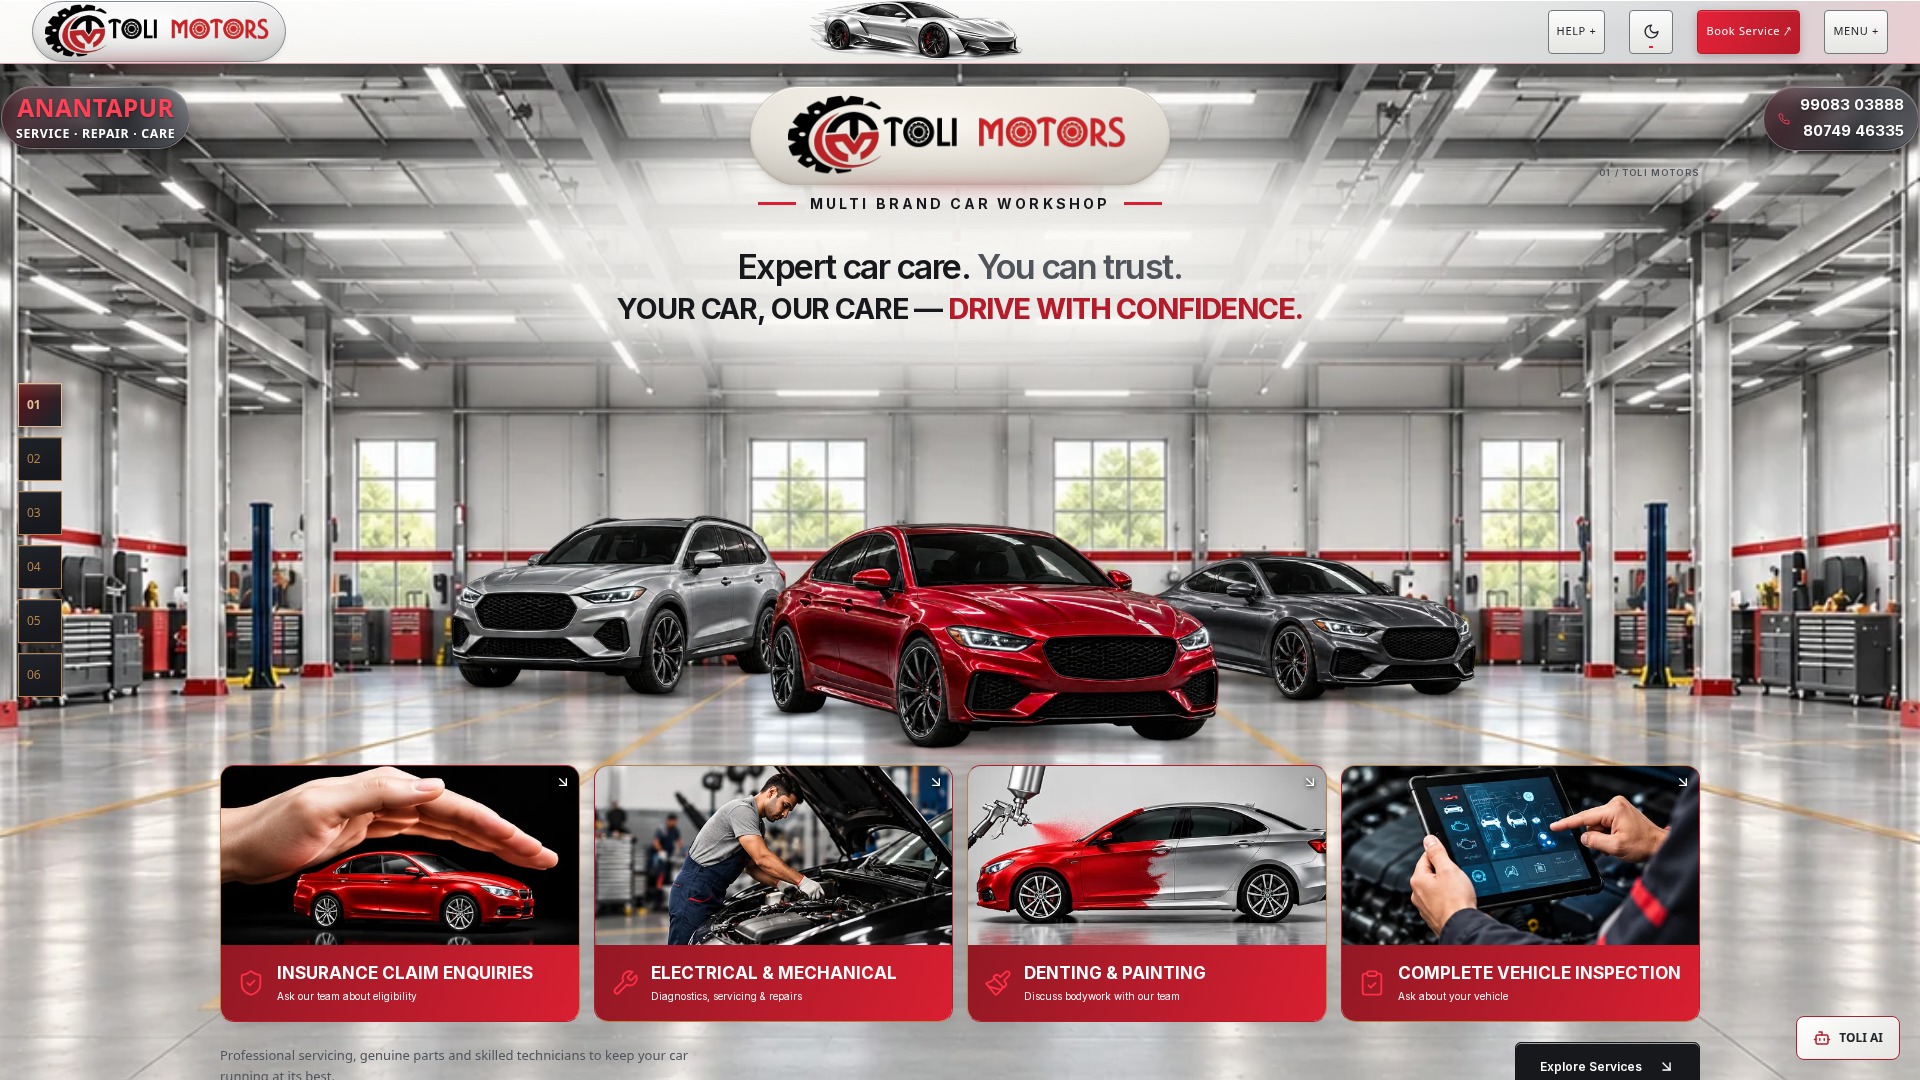 TOLI MOTORS
HELP +
Book Service ↗
MENU +
ANANTAPUR
SERVICE · REPAIR · CARE
TOLI MOTORS
99083 03888
80749 46335
01 / TOLI MOTORS
MULTI BRAND CAR WORKSHOP
Expert car care. You can trust.
YOUR CAR, OUR CARE — DRIVE WITH CONFIDENCE.
01
02
03
04
05
06
INSURANCE CLAIM ENQUIRIES
Ask our team about eligibility
ELECTRICAL & MECHANICAL
Diagnostics, servicing & repairs
DENTING & PAINTING
Discuss bodywork with our team
COMPLETE VEHICLE INSPECTION
Ask about your vehicle
Professional servicing, genuine parts and skilled technicians to keep your car
running at its best.
Explore Services
TOLI AI